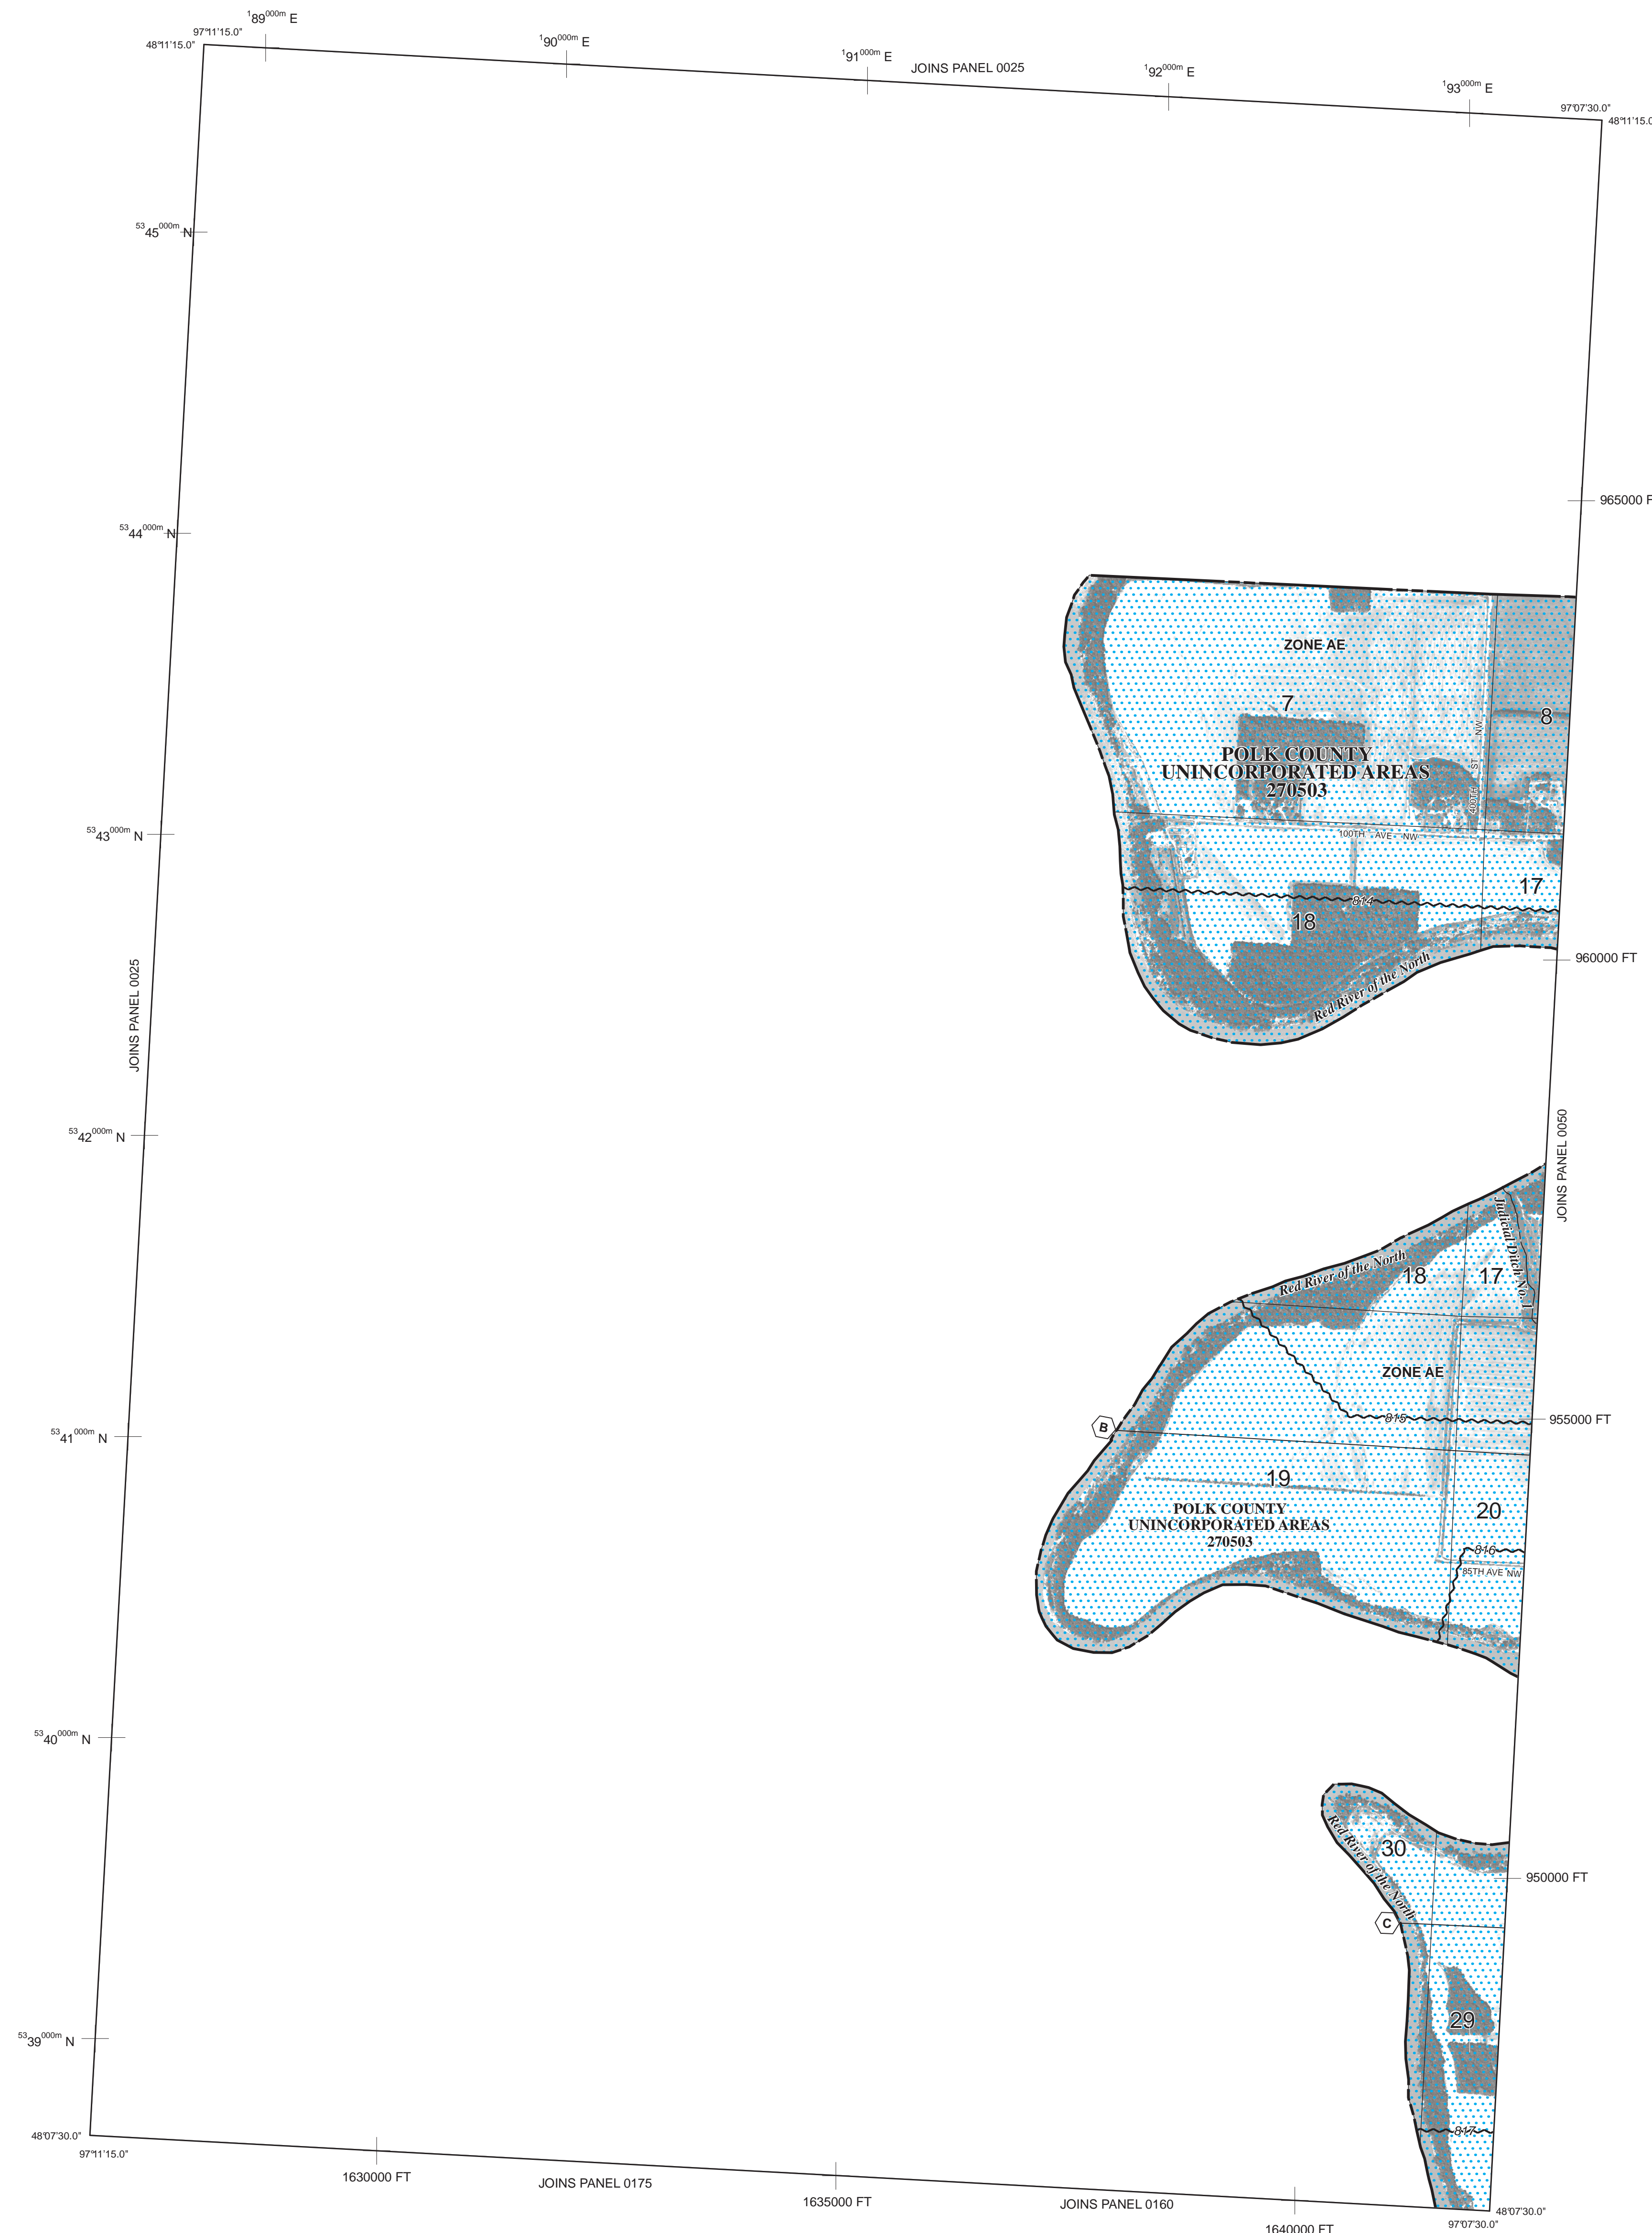 189000m E
97°11'15.0"
48°11'15.0"
190000m E
191000m E
JOINS PANEL 0025
192000m E
193000m E
97°07'30.0"
48°11'15.0
5345000m N
965000 F
5344000m N
ZONE AE
7
8
POLK COUNTY
UNINCORPORATED AREAS
270503
400TH ST NW
100TH AVE NW
5343000m N
17
814
18
Red River of the North
960000 FT
JOINS PANEL 0025
5342000m N
JOINS PANEL 0050
Judicial Ditch No. 1
Red River of the North
18
17
ZONE AE
815
955000 FT
B
5341000m N
19
POLK COUNTY
UNINCORPORATED AREAS
270503
20
816
85TH AVE NW
5340000m N
Red River of the North
30
950000 FT
C
29
5339000m N
817
48°07'30.0"
97°11'15.0"
1630000 FT
JOINS PANEL 0175
1635000 FT
JOINS PANEL 0160
1640000 FT
48°07'30.0"
97°07'30.0"